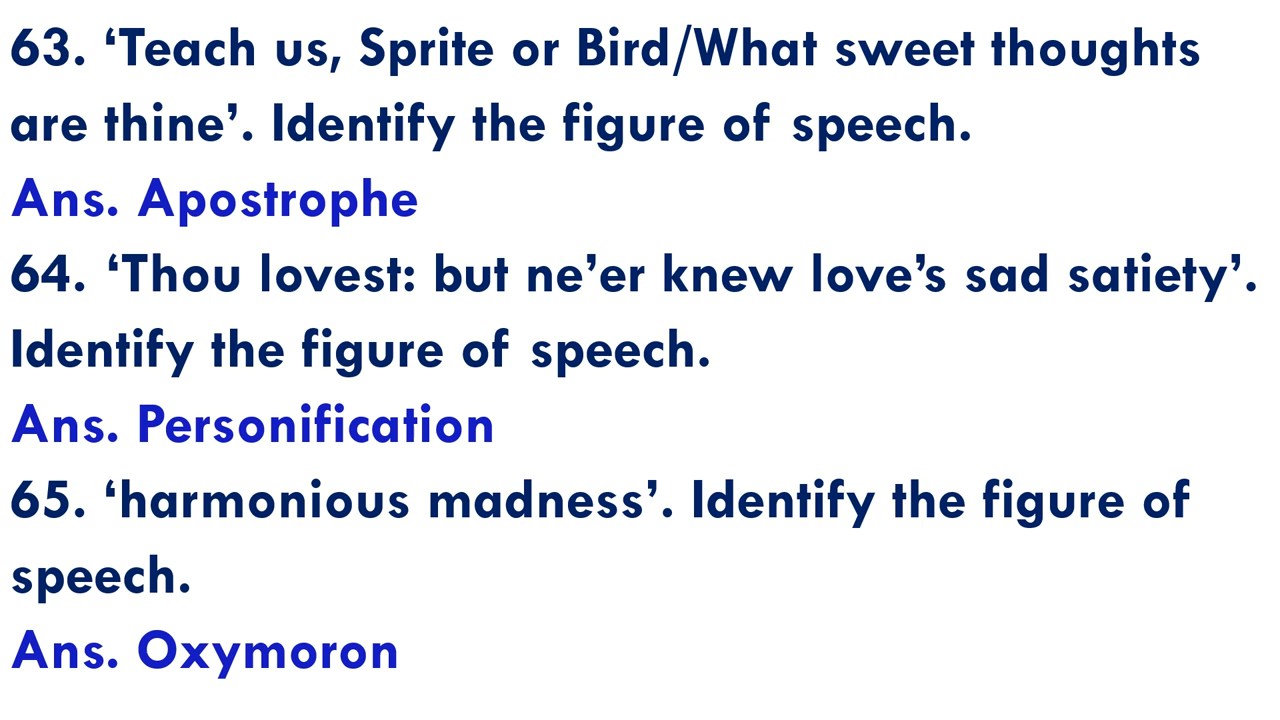 63. ‘Teach us, Sprite or Bird/What sweet thoughts
are thine’. Identify the figure of speech.
Ans. Apostrophe
64. ‘Thou lovest: but ne’er knew love’s sad satiety’.
Identify the figure of speech.
Ans. Personification
65. ‘harmonious madness’. Identify the figure of
speech.
Ans. Oxymoron